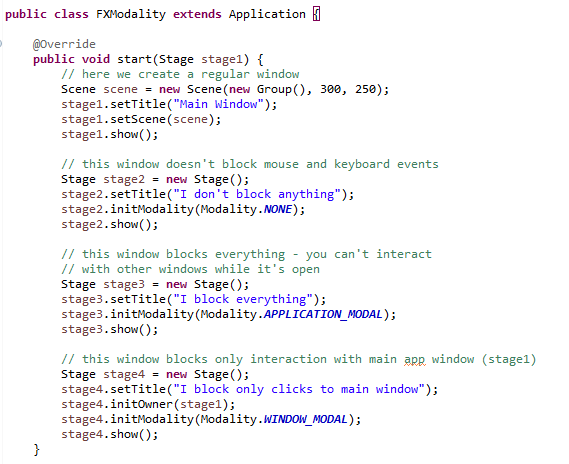 public class FXModality extends Application {
@Override
public void start(Stage stage1) {
// here we create a regular window
Scene scene = new Scene(new Group(), 300, 250);
stage1.setTitle("Main Window");
stage1.setScene(scene);
stage1.show();
// this window doesn't block mouse and keyboard events
Stage stage2 = new Stage();
stage2.setTitle("I don't block anything");
stage2.initModality(Modality.NONE);
stage2.show();
// this window blocks everything - you can't interact
// with other windows while it's open
Stage stage3 = new Stage();
stage3.setTitle("I block everything");
stage3.initModality(Modality.APPLICATION_MODAL);
stage3.show();
// this window blocks only interaction with main app window (stage1)
Stage stage4 = new Stage();
stage4.setTitle("I block only clicks to main window");
stage4.initOwner(stage1);
stage4.initModality(Modality.WINDOW_MODAL);
stage4.show();
}